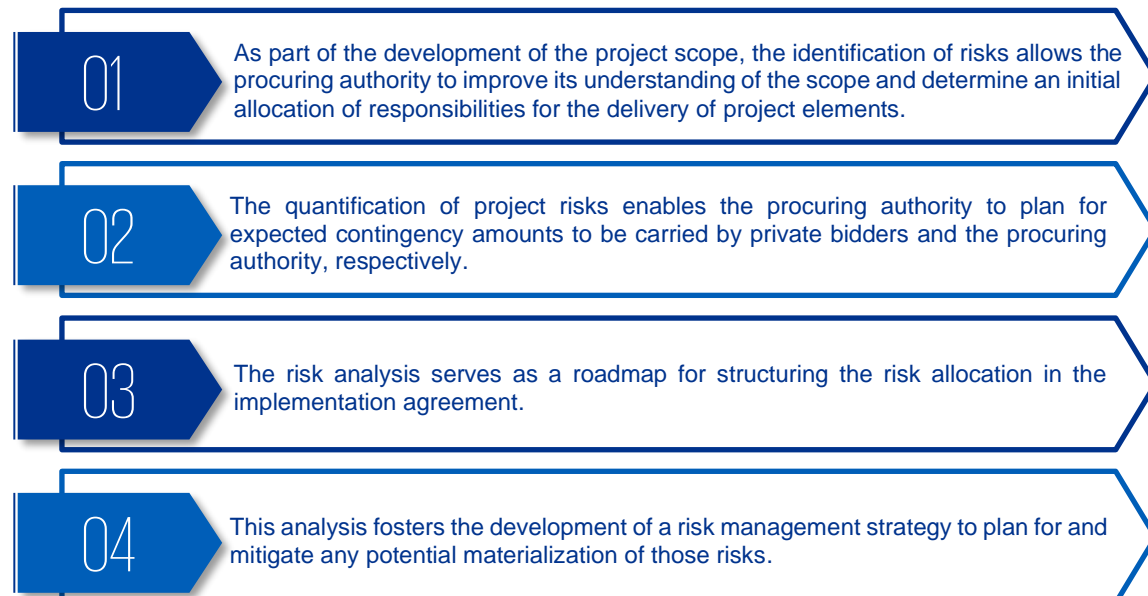 01
As part of the development of the project scope, the identification of risks allows the
procuring authority to improve its understanding of the scope and determine an initial
allocation of responsibilities for the delivery of project elements.
02
The quantification of project risks enables the procuring authority to plan for
expected contingency amounts to be carried by private bidders and the procuring
authority, respectively.
03
The risk analysis serves as a roadmap for structuring the risk allocation in the
implementation agreement.
04
This analysis fosters the development of a risk management strategy to plan for and
mitigate any potential materialization of those risks.